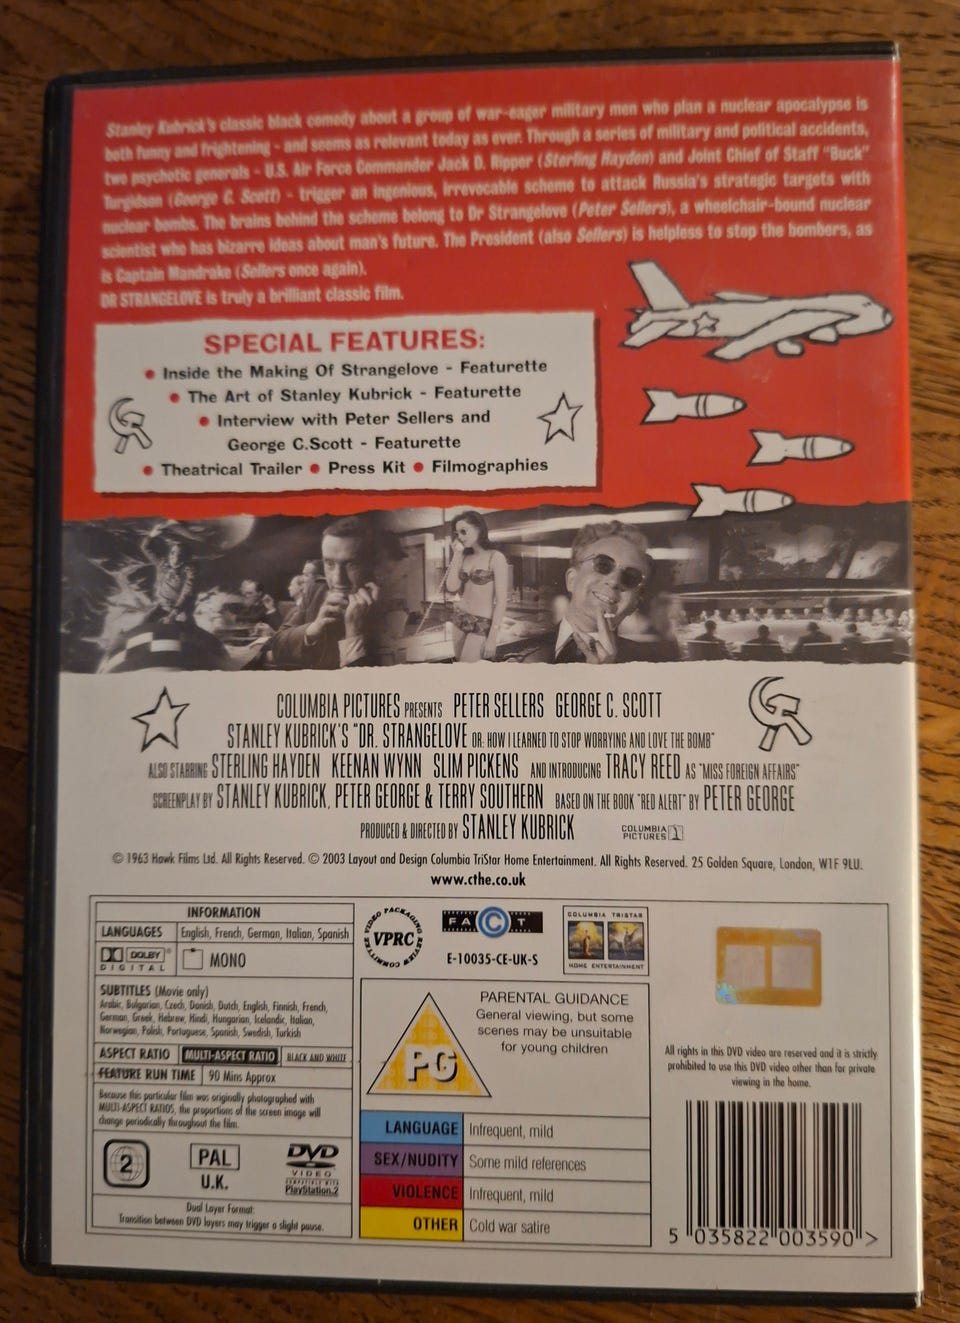 Stanley Kubrick's classic black comedy about a group of war-eager military men who plan a nuclear apocalypse is
both funny and frightening - and seems as relevant today as ever. Through a series of military and political accidents,
two psychotic generals - U.S. Air Force Commander Jack D. Ripper (Sterling Hayden) and Joint Chief of Staff "Buck"
Turgidson (George C. Scott) - trigger an ingenious, irrevocable scheme to attack Russia's strategic targets with
nuclear bombs. The brains behind the scheme belong to Dr Strangelove (Peter Sellers), a wheelchair-bound nuclear
scientist who has bizarre ideas about man's future. The President (also Sellers) is helpless to stop the bombers, as
is Captain Mandrake (Sellers once again).
DR STRANGELOVE is truly a brilliant classic film.
SPECIAL FEATURES:
• Inside the Making Of Strangelove - Featurette
• The Art of Stanley Kubrick - Featurette
• Interview with Peter Sellers and
George C.Scott - Featurette
• Theatrical Trailer • Press Kit • Filmographies
COLUMBIA PICTURES PRESENTS PETER SELLERS GEORGE C. SCOTT
STANLEY KUBRICK'S "DR. STRANGELOVE OR: HOW I LEARNED TO STOP WORRYING AND LOVE THE BOMB"
ALSO STARRING STERLING HAYDEN KEENAN WYNN SLIM PICKENS AND INTRODUCING TRACY REED AS "MISS FOREIGN AFFAIRS"
SCREENPLAY BY STANLEY KUBRICK, PETER GEORGE & TERRY SOUTHERN BASED ON THE BOOK "RED ALERT" BY PETER GEORGE
PRODUCED & DIRECTED BY STANLEY KUBRICK COLUMBIA PICTURES
© 1963 Hawk Films Ltd. All Rights Reserved. © 2003 Layout and Design Columbia TriStar Home Entertainment. All Rights Reserved. 25 Golden Square, London, W1F 9LU.
www.cthe.co.uk
INFORMATION
LANGUAGES English, French, German, Italian, Spanish
DOLBY DIGITAL MONO
SUBTITLES (Movie only)
Arabic, Bulgarian, Czech, Danish, Dutch, English, Finnish, French,
German, Greek, Hebrew, Hindi, Hungarian, Icelandic, Italian,
Norwegian, Polish, Portuguese, Spanish, Swedish, Turkish
ASPECT RATIO MULTI-ASPECT RATIO BLACK AND WHITE
FEATURE RUN TIME 90 Mins Approx
Because this particular film was originally photographed with
MULTI-ASPECT RATIOS, the proportions of the screen image will
change periodically throughout the film.
2 PAL U.K. DVD VIDEO
COMPATIBLE WITH PlayStation.2
Dual Layer Format:
Transition between DVD layers may trigger a slight pause.
VIDEO PACKAGING REVIEW COMMITTEE VPRC
FACT
E-10035-CE-UK-S
COLUMBIA TRISTAR
HOME ENTERTAINMENT
PG
PARENTAL GUIDANCE
General viewing, but some
scenes may be unsuitable
for young children
LANGUAGE Infrequent, mild
SEX/NUDITY Some mild references
VIOLENCE Infrequent, mild
OTHER Cold war satire
All rights in this DVD video are reserved and it is strictly
prohibited to use this DVD video other than for private
viewing in the home.
5 035822 003590 >